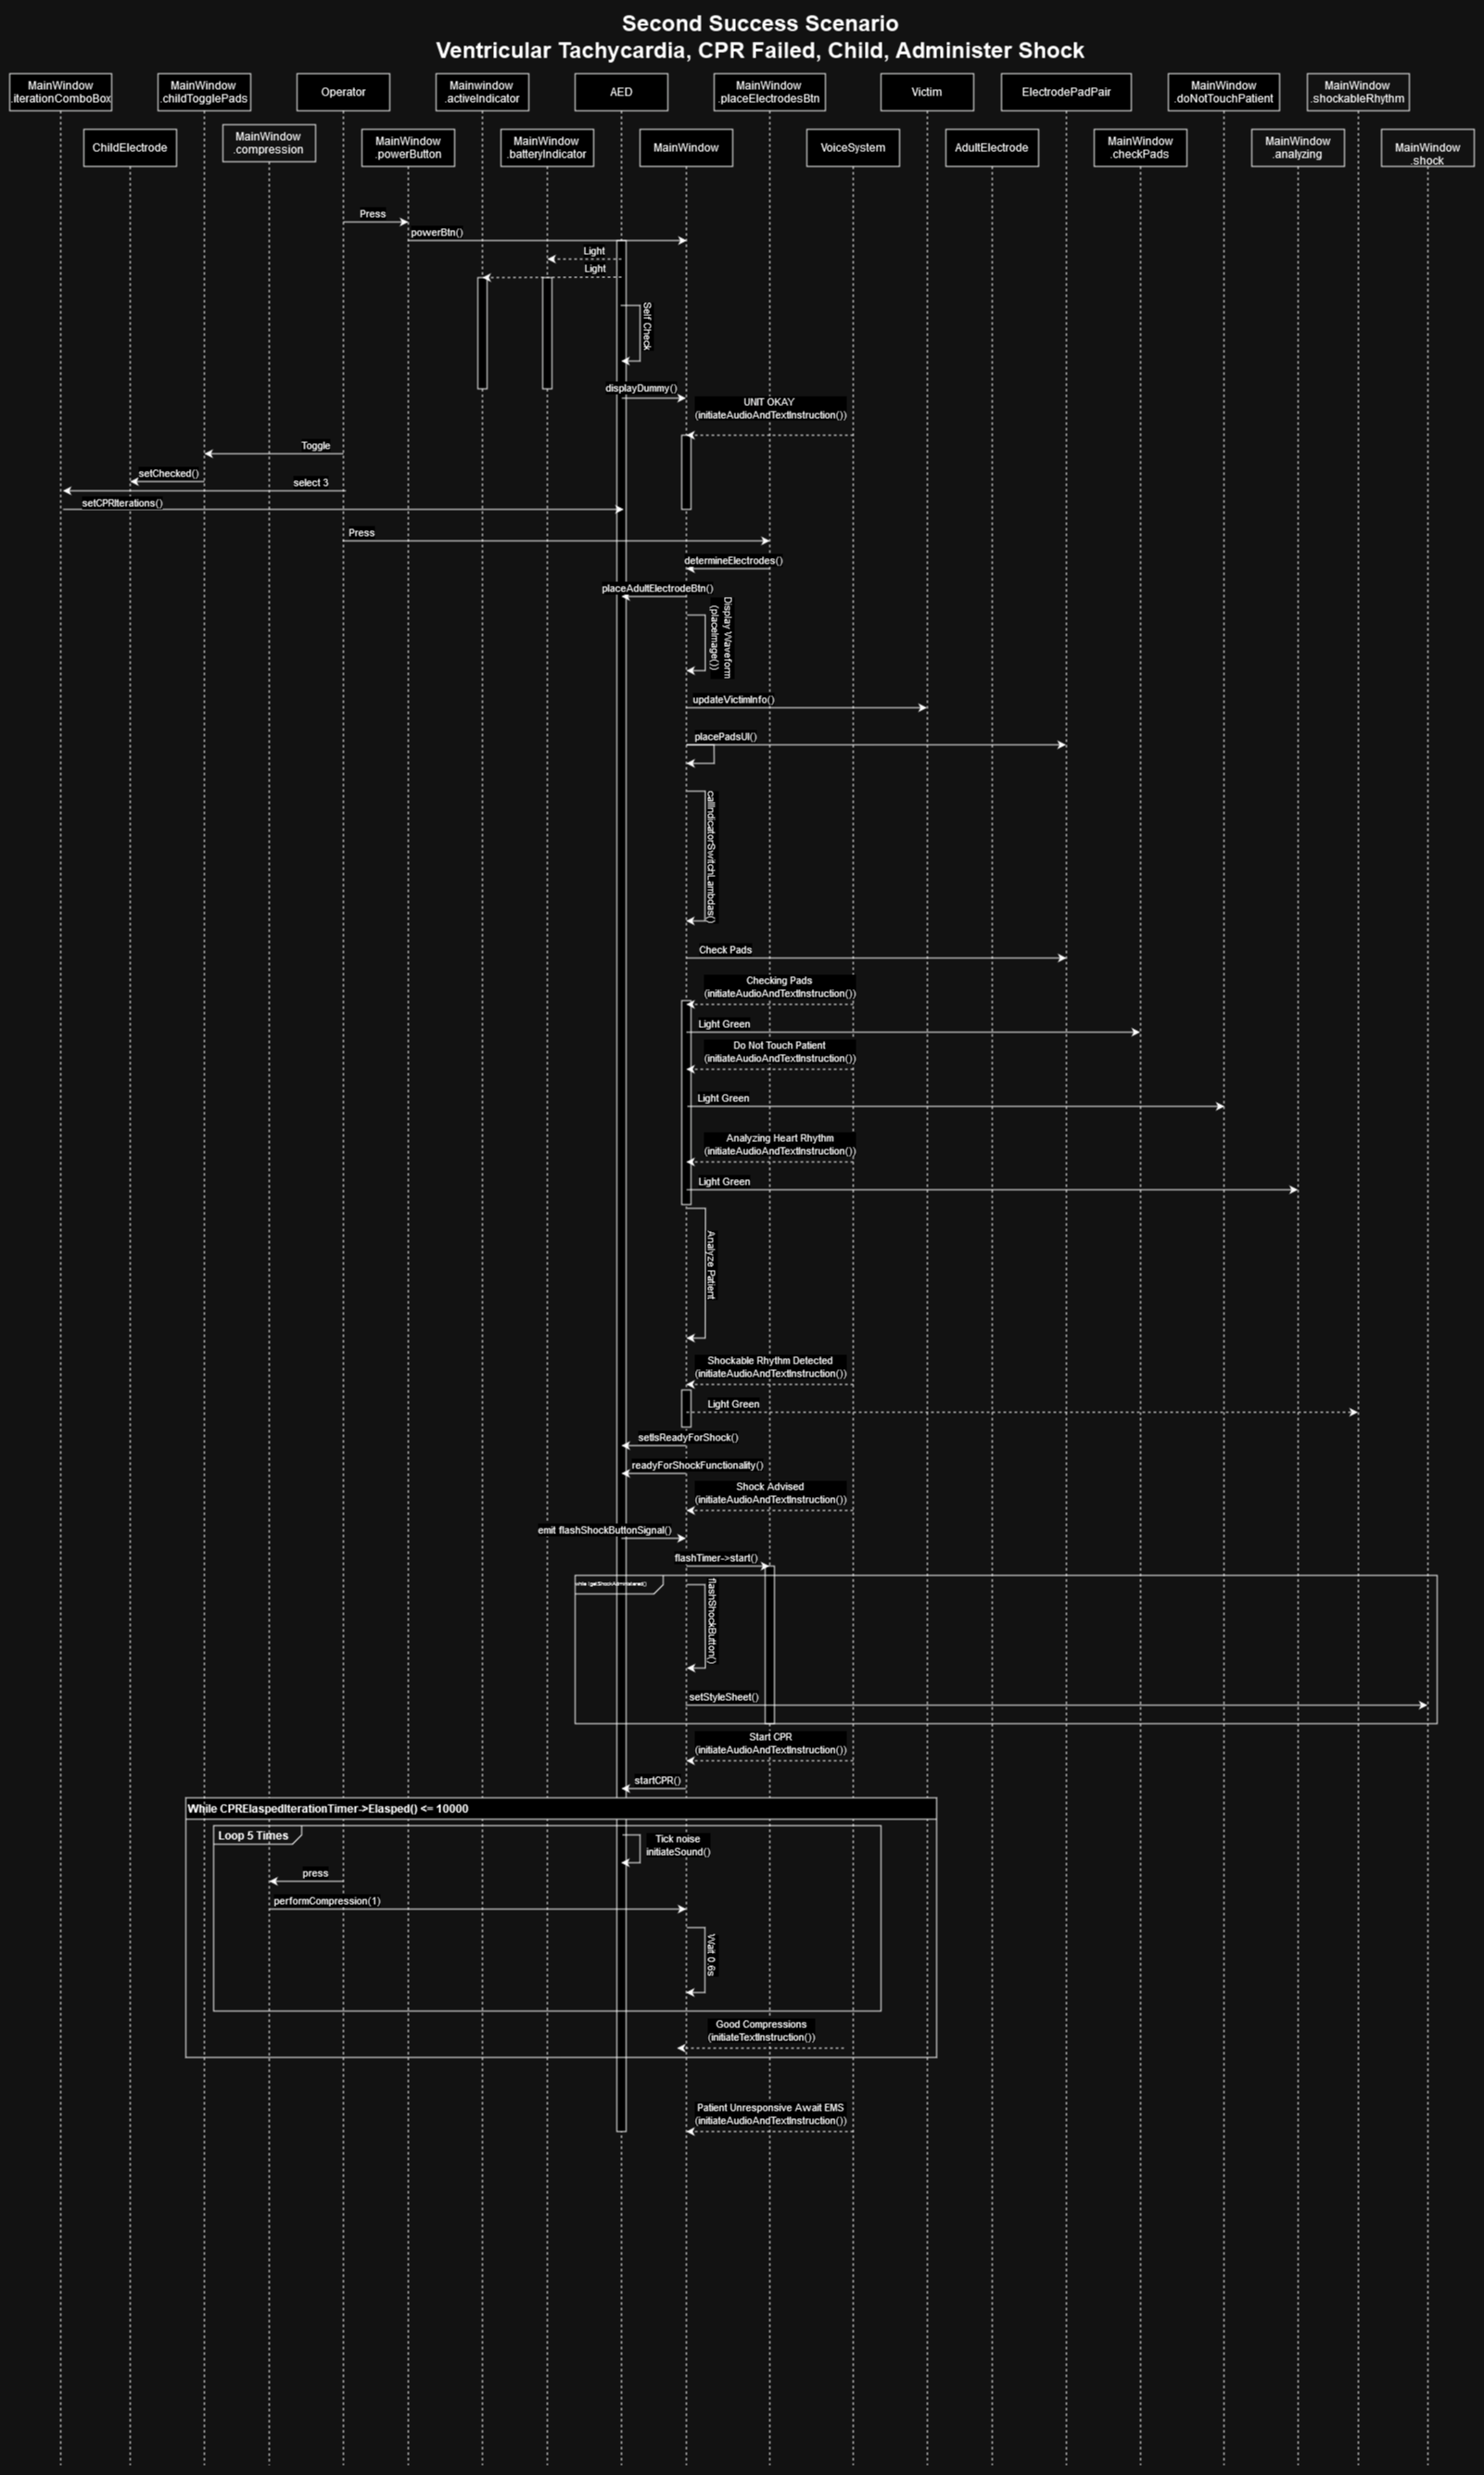 Second Success Scenario
Ventricular Tachycardia, CPR Failed, Child, Administer Shock
MainWindow
.iterationComboBox
MainWindow
.childTogglePads
Operator
Mainwindow
.activeIndicator
AED
MainWindow
.placeElectrodesBtn
Victim
ElectrodePadPair
MainWindow
.doNotTouchPatient
MainWindow
.shockableRhythm
ChildElectrode
MainWindow
.compression
MainWindow
.powerButton
MainWindow
.batteryIndicator
MainWindow
VoiceSystem
AdultElectrode
MainWindow
.checkPads
MainWindow
.analyzing
MainWindow
.shock
Press
powerBtn()
Light
Light
Self Check
displayDummy()
UNIT OKAY
(initiateAudioAndTextInstruction())
Toggle
setChecked()
select 3
setCPRIterations()
Press
determineElectrodes()
placeAdultElectrodeBtn()
Display Waveform
(placeImage())
updateVictimInfo()
placePadsUI()
callIndicatorSwitchLambdas()
Check Pads
Checking Pads
(initiateAudioAndTextInstruction())
Light Green
Do Not Touch Patient
(initiateAudioAndTextInstruction())
Light Green
Analyzing Heart Rhythm
(initiateAudioAndTextInstruction())
Light Green
Analyze Patient
Shockable Rhythm Detected
(initiateAudioAndTextInstruction())
Light Green
setIsReadyForShock()
readyForShockFunctionality()
Shock Advised
(initiateAudioAndTextInstruction())
emit flashShockButtonSignal()
flashTimer->start()
while
flashShockButton()
setStyleSheet()
Start CPR
(initiateAudioAndTextInstruction())
startCPR()
While CPRElaspedIterationTimer->Elasped() <= 10000
Loop 5 Times
Tick noise
initiateSound()
press
performCompression(1)
Wait 0.6s
Good Compressions
(initiateTextInstruction())
Patient Unresponsive Await EMS
(initiateAudioAndTextInstruction())